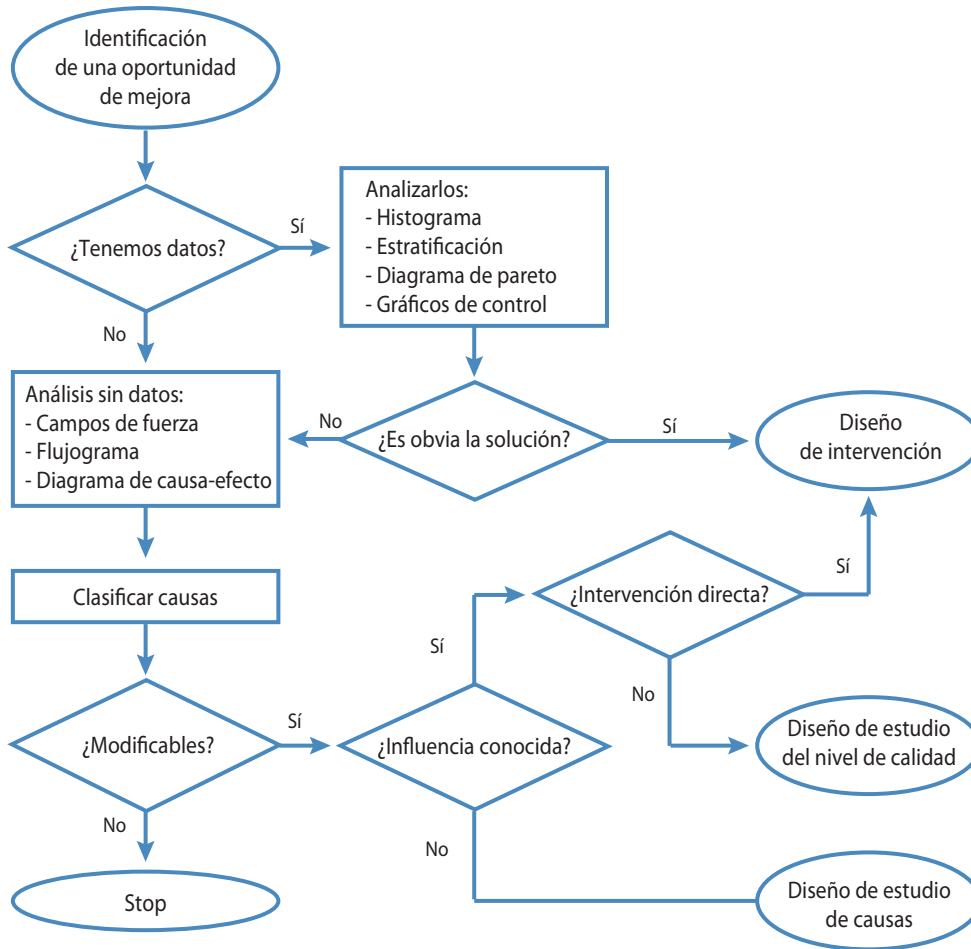 Identificación
de una oportunidad
de mejora
¿Tenemos datos?
Sí
No
Analizarlos:
- Histograma
- Estratificación
- Diagrama de pareto
- Gráficos de control
Análisis sin datos:
- Campos de fuerza
- Flujograma
- Diagrama de causa-efecto
No
¿Es obvia la solución?
Sí
Diseño
de intervención
Clasificar causas
¿Intervención directa?
Sí
Sí
No
¿Modificables?
Sí
¿Influencia conocida?
Diseño de estudio
del nivel de calidad
No
No
Stop
Diseño de estudio
de causas